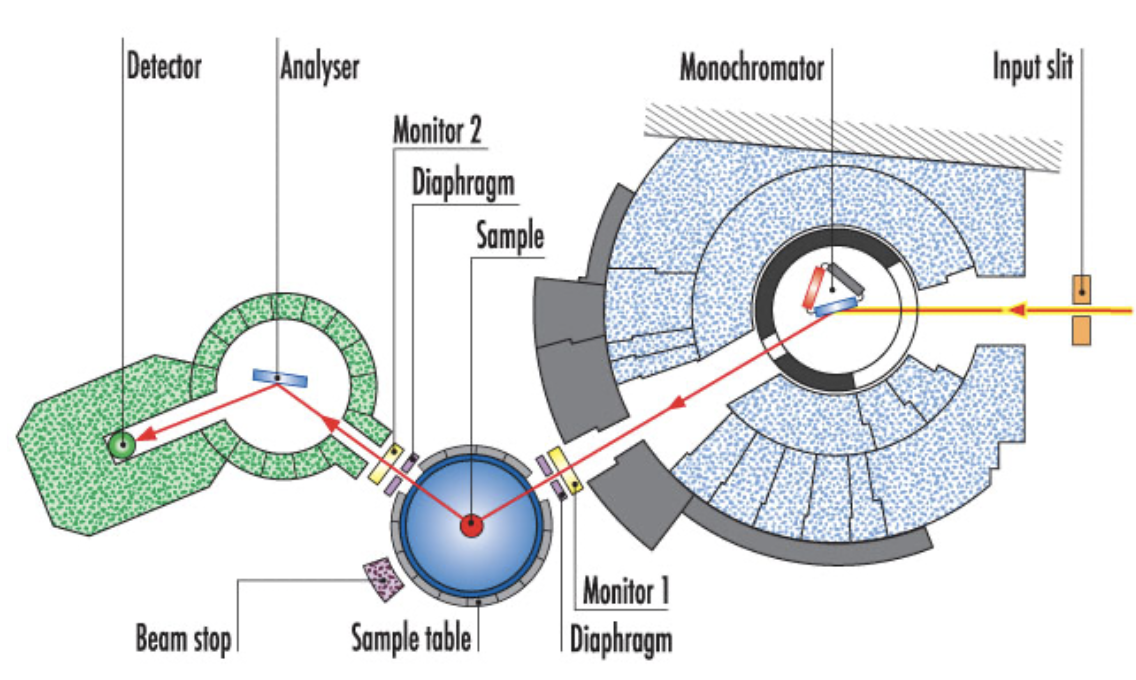 Detector
Analyser
Monochromator
Input slit
Monitor 2
Diaphragm
Sample
Monitor 1
Beam stop
Sample table
Diaphragm